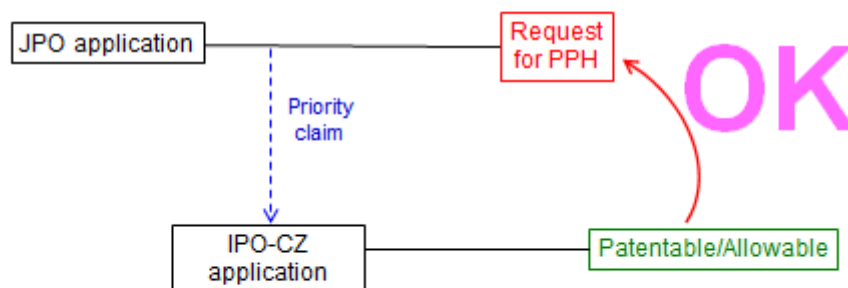 JPO application
Request
for PPH
OK
Priority
claim
IPO-CZ
application
Patentable/Allowable